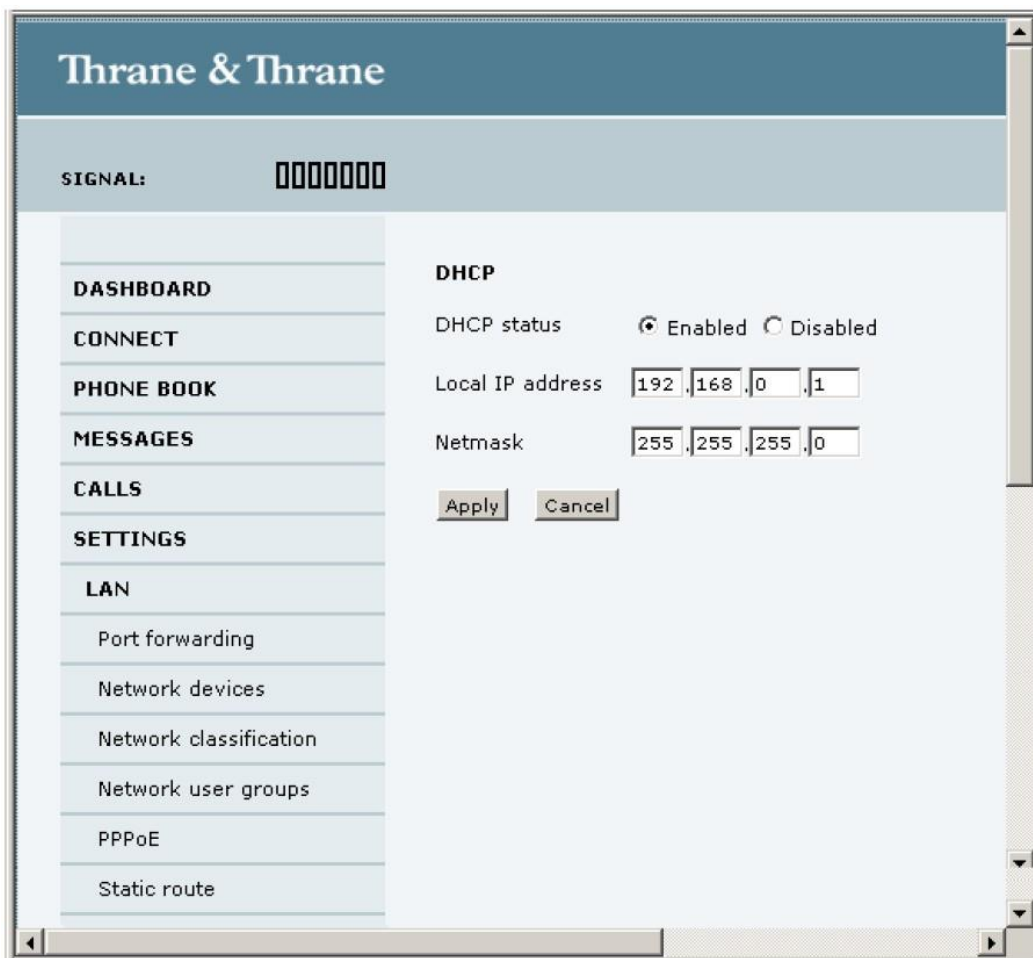 Thrane & Thrane
SIGNAL:
DASHBOARD
CONNECT
PHONE BOOK
MESSAGES
CALLS
SETTINGS
LAN
Port forwarding
Network devices
Network classification
Network user groups
PPPoE
Static route
DHCP
DHCP status Enabled Disabled
Local IP address 192.168.0.1
Netmask 255.255.255.0
Apply Cancel